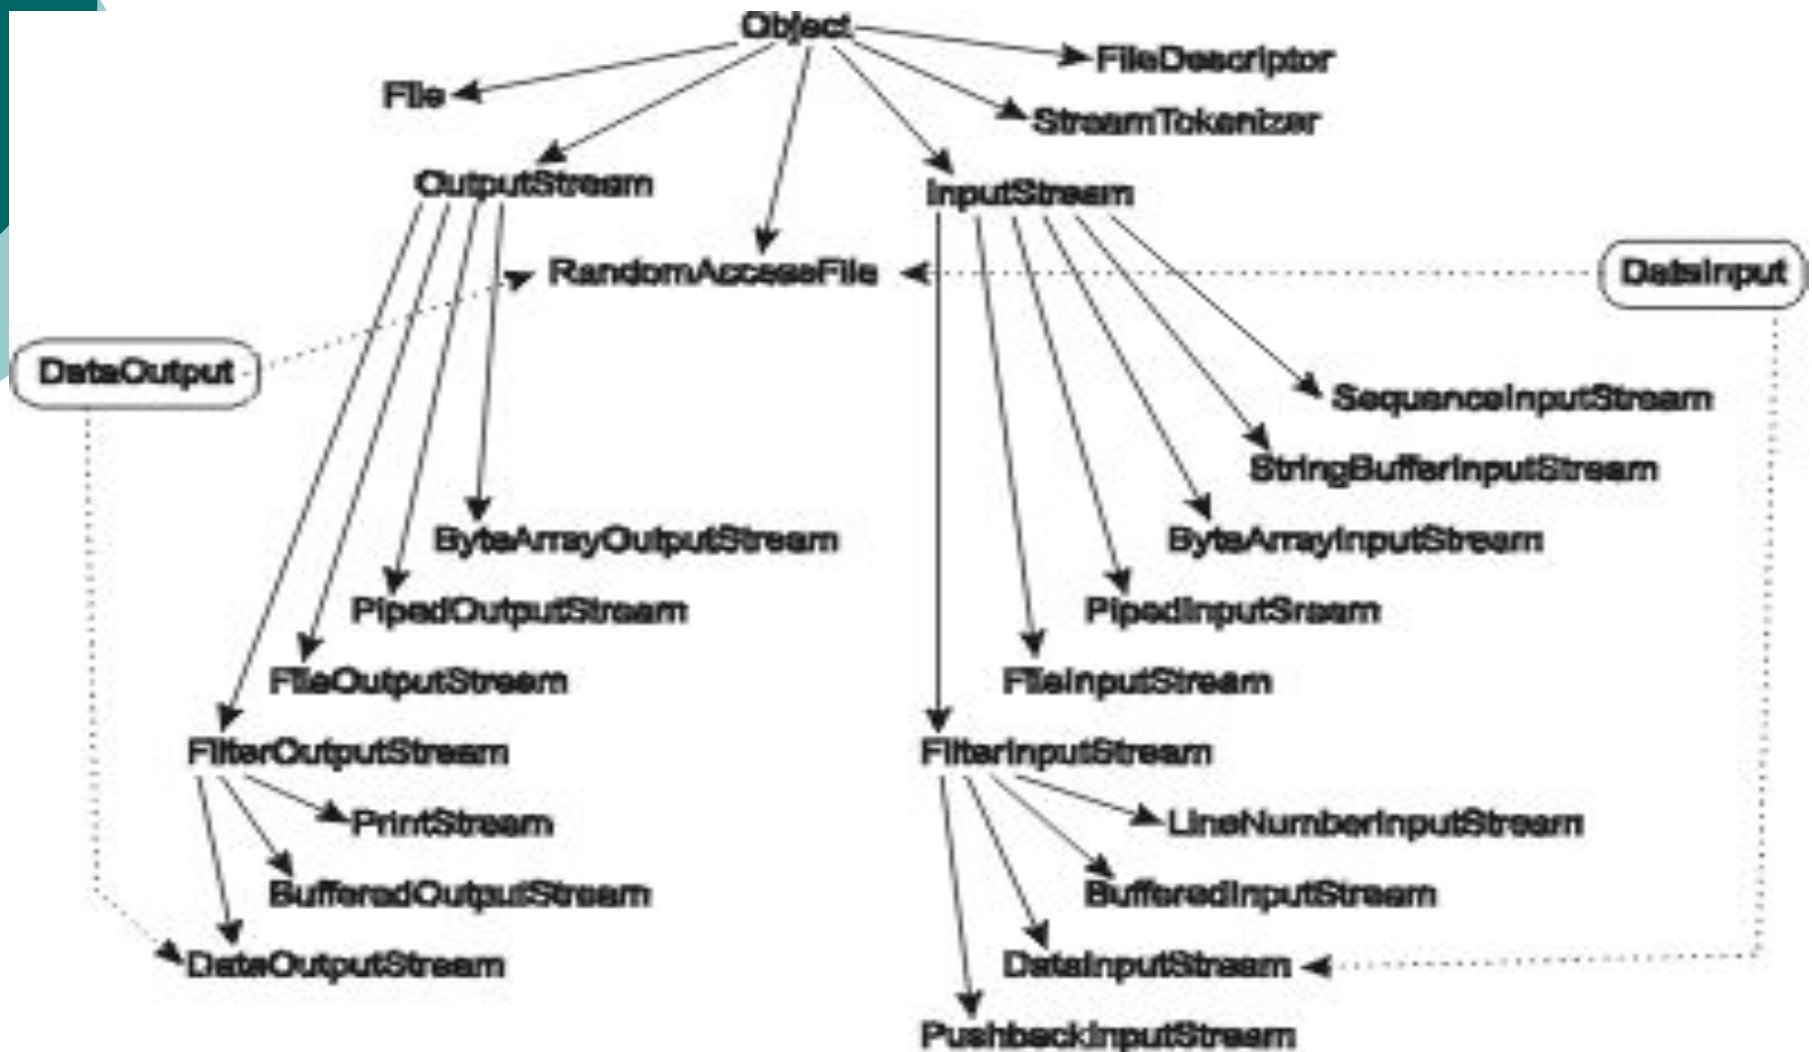 Object
FileDescriptor
File
StreamTokenizer
OutputStream
InputStream
RandomAccessFile
DataInput
DataOutput
SequenceInputStream
StringBufferInputStream
ByteArrayOutputStream
ByteArrayInputStream
PipedOutputStream
PipedInputSraam
FileOutputStream
FileInputStream
FilterOutputStream
FilterInputStream
PrintStream
LineNumberInputStream
BufferedOutputStream
BufferedInputStream
DataOutputStream
DataInputStream
PushbackInputStream